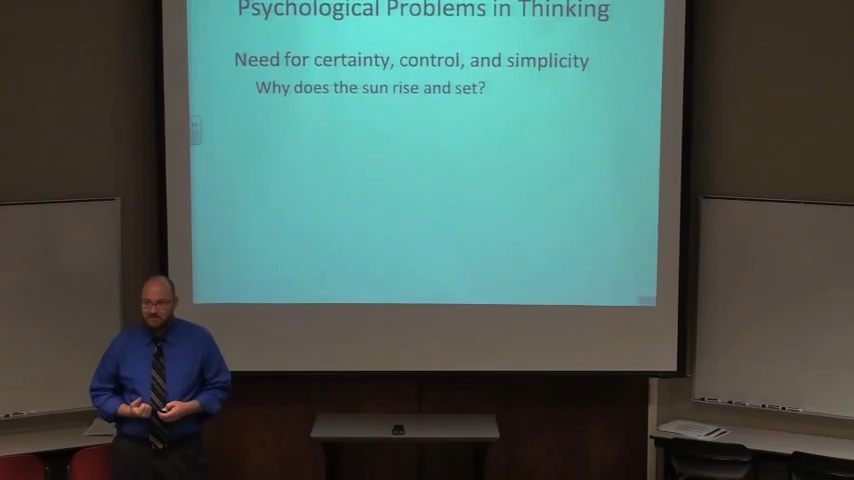 Psychological Problems in Thinking
Need for certainty, control, and simplicity
Why does the sun rise and set?